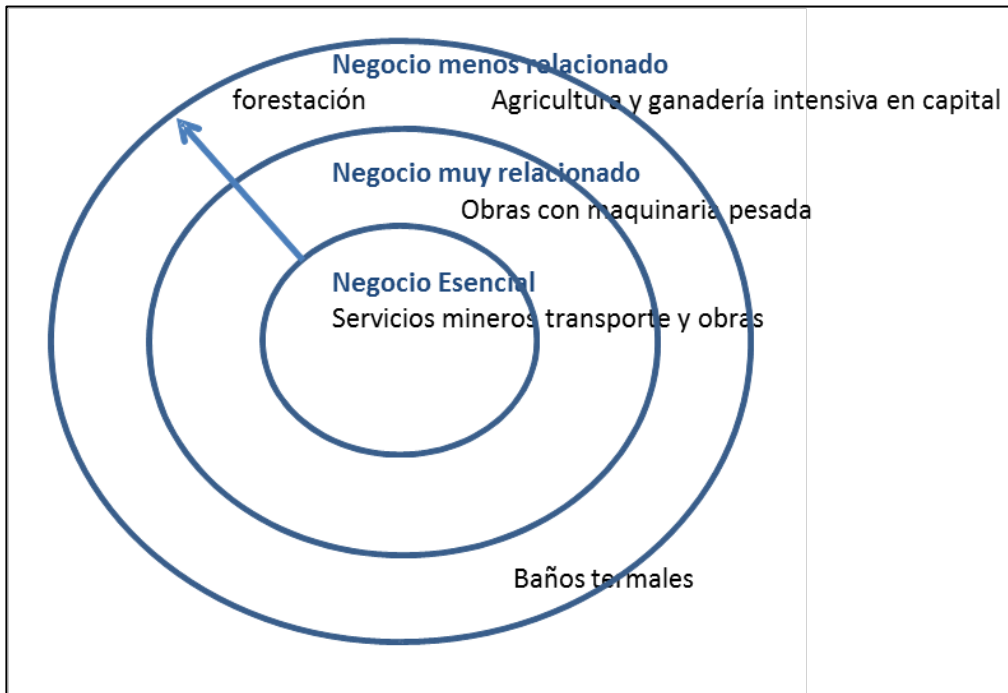 Negocio menos relacionado
forestación Agricultura y ganadería intensiva en capital
Negocio muy relacionado
Obras con maquinaria pesada
Negocio Esencial
Servicios mineros transporte y obras
Baños termales